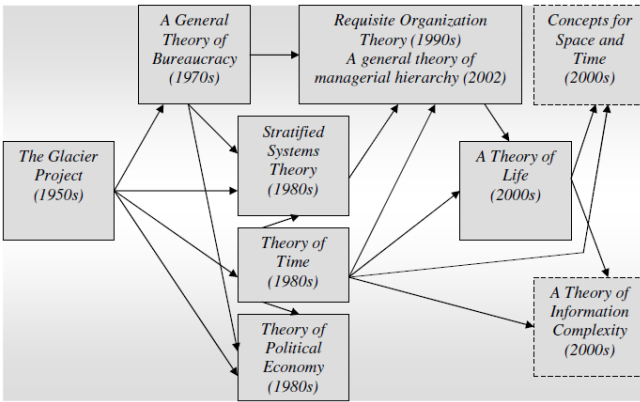 A General
Theory of
Bureaucracy
(1970s)
Requisite Organization
Theory (1990s)
A general theory of
managerial hierarchy (2002)
Concepts for
Space and
Time
(2000s)
The Glacier
Project
(1950s)
Stratified
Systems
Theory
(1980s)
A Theory of
Life
(2000s)
Theory of
Time
(1980s)
Theory of
Political
Economy
(1980s)
A Theory of
Information
Complexity
(2000s)